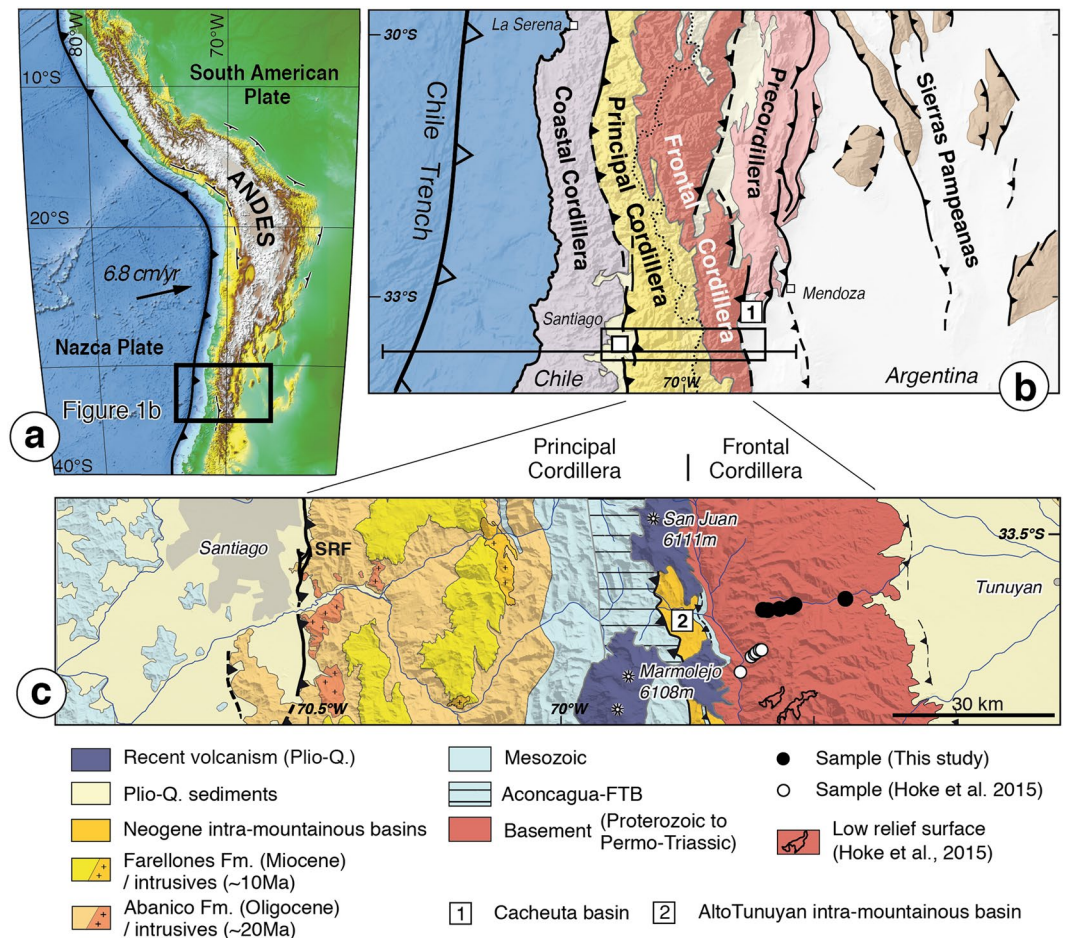 80°W
70°W
10°S
South American
Plate
ANDES
20°S
6.8 cm/yr
Nazca Plate
Figure 1b
a
40°S
30°S
La Serena
Chile Trench
Coastal Cordillera
Principal Cordillera
Frontal Cordillera
Precordillera
Sierras Pampeanas
33°S
Mendoza
1
Santiago
Chile
70°W
Argentina
b
Principal
Cordillera
Frontal
Cordillera
Santiago
SRF
San Juan
6111m
33.5°S
Tunuyan
2
Marmolejo
6108m
c
70.5°W
70°W
30 km
Recent volcanism (Plio-Q.)
Plio-Q. sediments
Neogene intra-mountainous basins
Farellones Fm. (Miocene)
/ intrusives (~10Ma)
Abanico Fm. (Oligocene)
/ intrusives (~20Ma)
Mesozoic
Aconcagua-FTB
Basement (Proterozoic to
Permo-Triassic)
Sample (This study)
Sample (Hoke et al. 2015)
Low relief surface
(Hoke et al., 2015)
1 Cacheuta basin
2 AltoTunuyan intra-mountainous basin